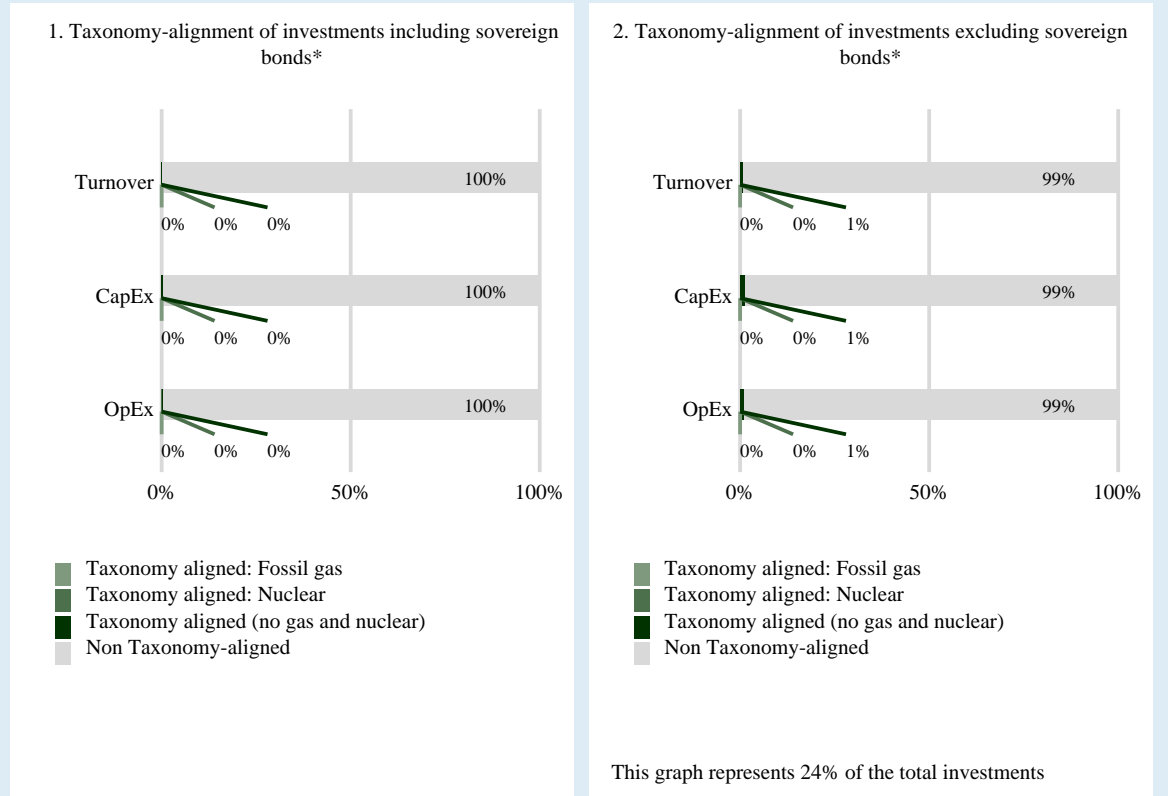 1. Taxonomy-alignment of investments including sovereign
bonds*
Turnover
100%
0% 0% 0%
CapEx
100%
0% 0% 0%
OpEx
100%
0% 0% 0%
0% 50% 100%
Taxonomy aligned: Fossil gas
Taxonomy aligned: Nuclear
Taxonomy aligned (no gas and nuclear)
Non Taxonomy-aligned
2. Taxonomy-alignment of investments excluding sovereign
bonds*
Turnover
99%
0% 0% 1%
CapEx
99%
0% 0% 1%
OpEx
99%
0% 0% 1%
0% 50% 100%
Taxonomy aligned: Fossil gas
Taxonomy aligned: Nuclear
Taxonomy aligned (no gas and nuclear)
Non Taxonomy-aligned
This graph represents 24% of the total investments